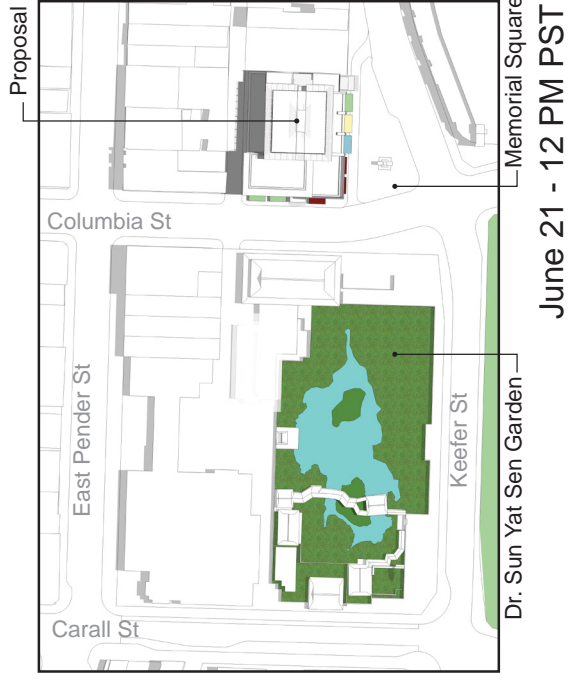 Proposal
Columbia St
East Pender St
Carall St
Keefer St
Memorial Square
Dr. Sun Yat Sen Garden
June 21 - 12 PM PST